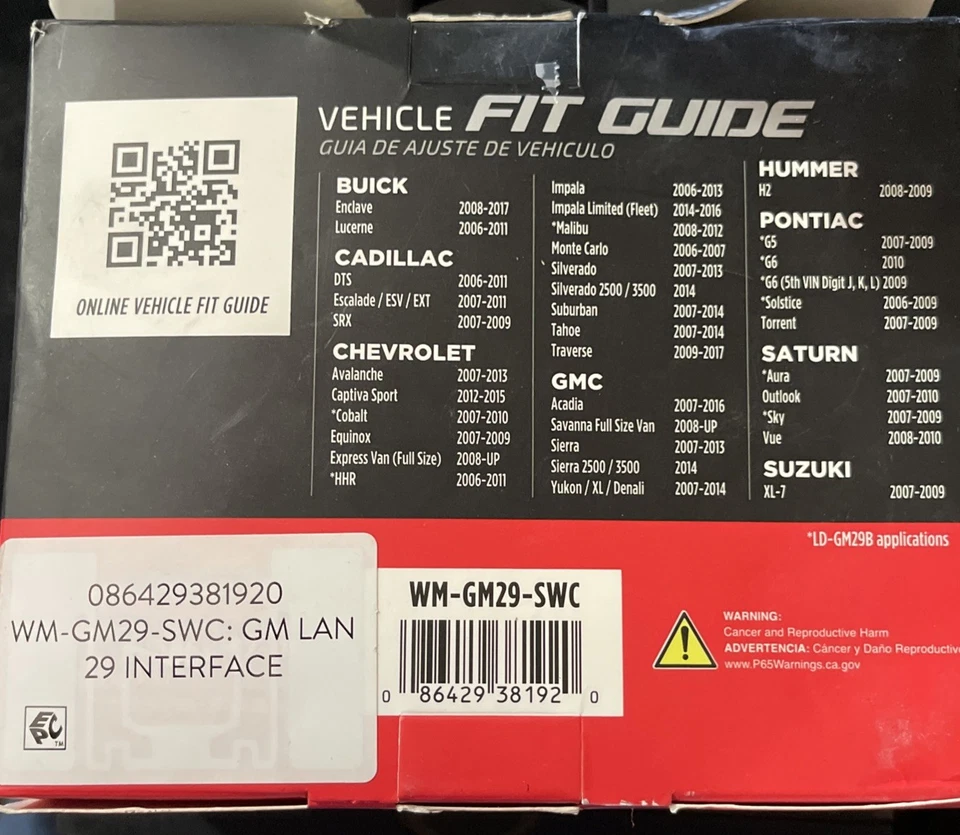 VEHICLE FIT GUIDE
GUIA DE AJUSTE DE VEHICULO
ONLINE VEHICLE FIT GUIDE
BUICK
Enclave 2008-2017
Lucerne 2006-2011
CADILLAC
DTS 2006-2011
Escalade / ESV / EXT 2007-2011
SRX 2007-2009
CHEVROLET
Avalanche 2007-2013
Captiva Sport 2012-2015
*Cobalt 2007-2010
Equinox 2007-2009
Express Van (Full Size) 2008-UP
*HHR 2006-2011
Impala 2006-2013
Impala Limited (Fleet) 2014-2016
*Malibu 2008-2012
Monte Carlo 2006-2007
Silverado 2007-2013
Silverado 2500 / 3500 2014
Suburban 2007-2014
Tahoe 2007-2014
Traverse 2009-2017
GMC
Acadia 2007-2016
Savanna Full Size Van 2008-UP
Sierra 2007-2013
Sierra 2500 / 3500 2014
Yukon / XL / Denali 2007-2014
HUMMER
H2 2008-2009
PONTIAC
*G5 2007-2009
*G6 2010
*G6 (5th VIN Digit J, K, L) 2009
*Solstice 2006-2009
Torrent 2007-2009
SATURN
*Aura 2007-2009
Outlook 2007-2010
*Sky 2007-2009
Vue 2008-2010
SUZUKI
XL-7 2007-2009
*LD-GM29B applications
086429381920
WM-GM29-SWC: GM LAN
29 INTERFACE
EPC TM
WM-GM29-SWC
0 86429 38192 0
WARNING:
Cancer and Reproductive Harm
ADVERTENCIA: Cáncer y Daño Reproductivo
www.P65Warnings.ca.gov